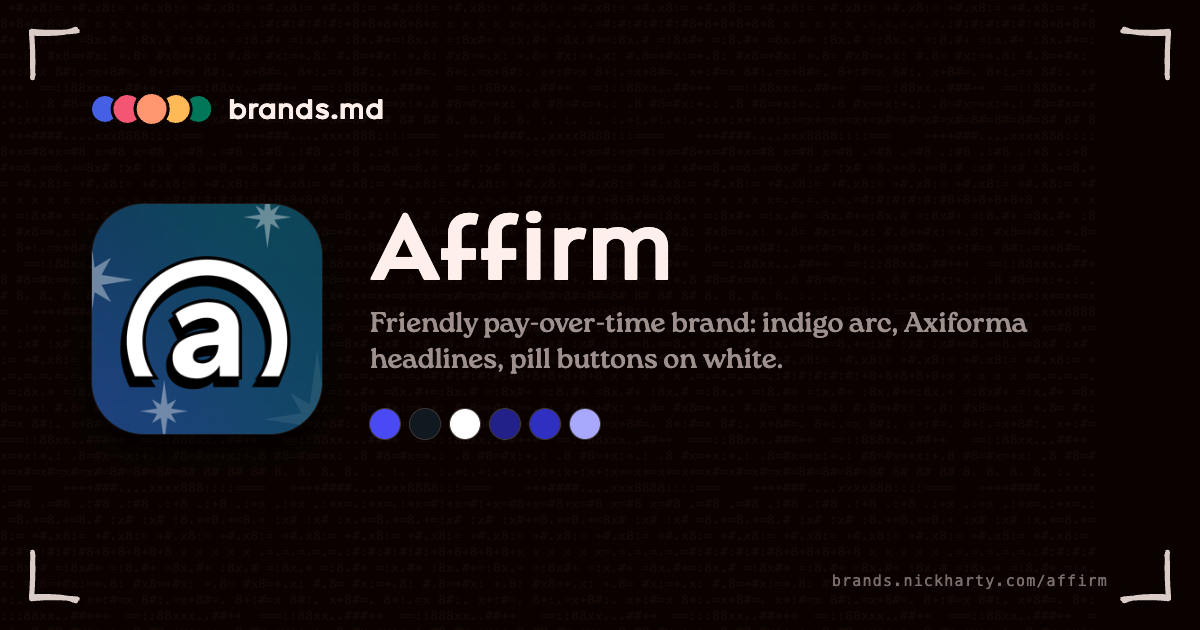 brands.md
a
Affirm
Friendly pay-over-time brand: indigo arc, Axiforma
headlines, pill buttons on white.
brands.nickharty.com/affirm